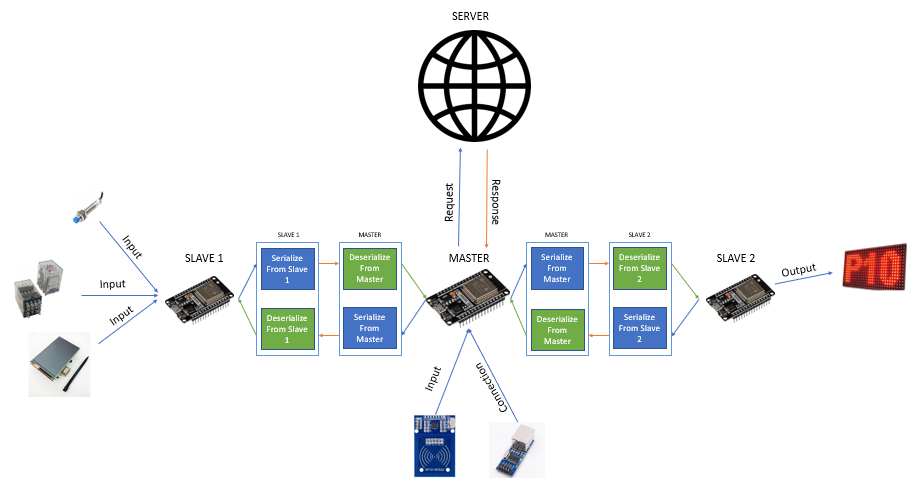 SERVER
Request
Response
Input
Input
Input
SLAVE 1
SLAVE 1
Serialize
From Slave
1
Deserialize
From Slave
1
MASTER
Deserialize
From
Master
Serialize
From
Master
MASTER
MASTER
Serialize
From
Master
Deserialize
From
Master
SLAVE 2
Deserialize
From Slave
2
Serialize
From Slave
2
SLAVE 2
Output
P10
Input
Connection